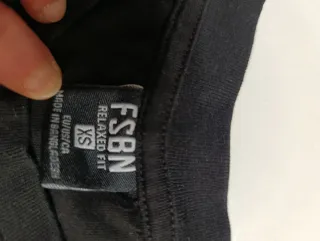 FSBN
RELAXED FIT
XS
EU/US/CA
MADE IN BANGLADESH